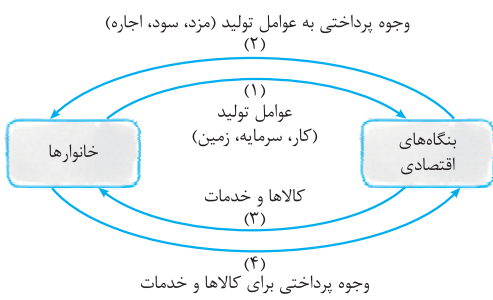 وجوه پرداختی به عوامل تولید (مزد، سود، اجاره)
(۲)
(۱)
عوامل تولید
(کار، سرمایه، زمین)
بنگاه‌های
اقتصادی
خانوارها
کالاها و خدمات
(۳)
(۴)
وجوه پرداختی برای کالاها و خدمات